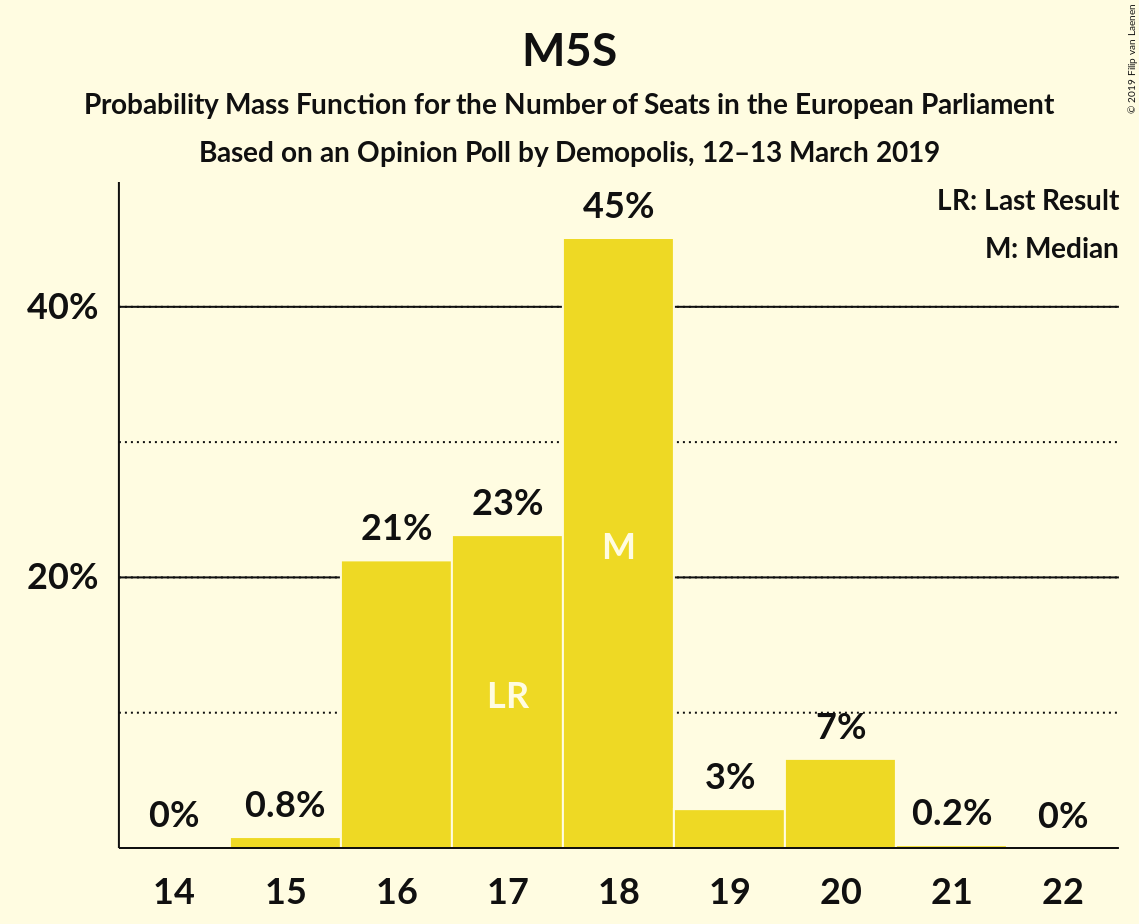 M5S
Probability Mass Function for the Number of Seats in the European Parliament
Based on an Opinion Poll by Demopolis, 12–13 March 2019
© 2019 Filip van Laenen
LR: Last Result
M: Median
45%
40%
23%
21%
M
20%
LR
7%
3%
0.8%
0.2%
0%
0%
14 15 16 17 18 19 20 21 22